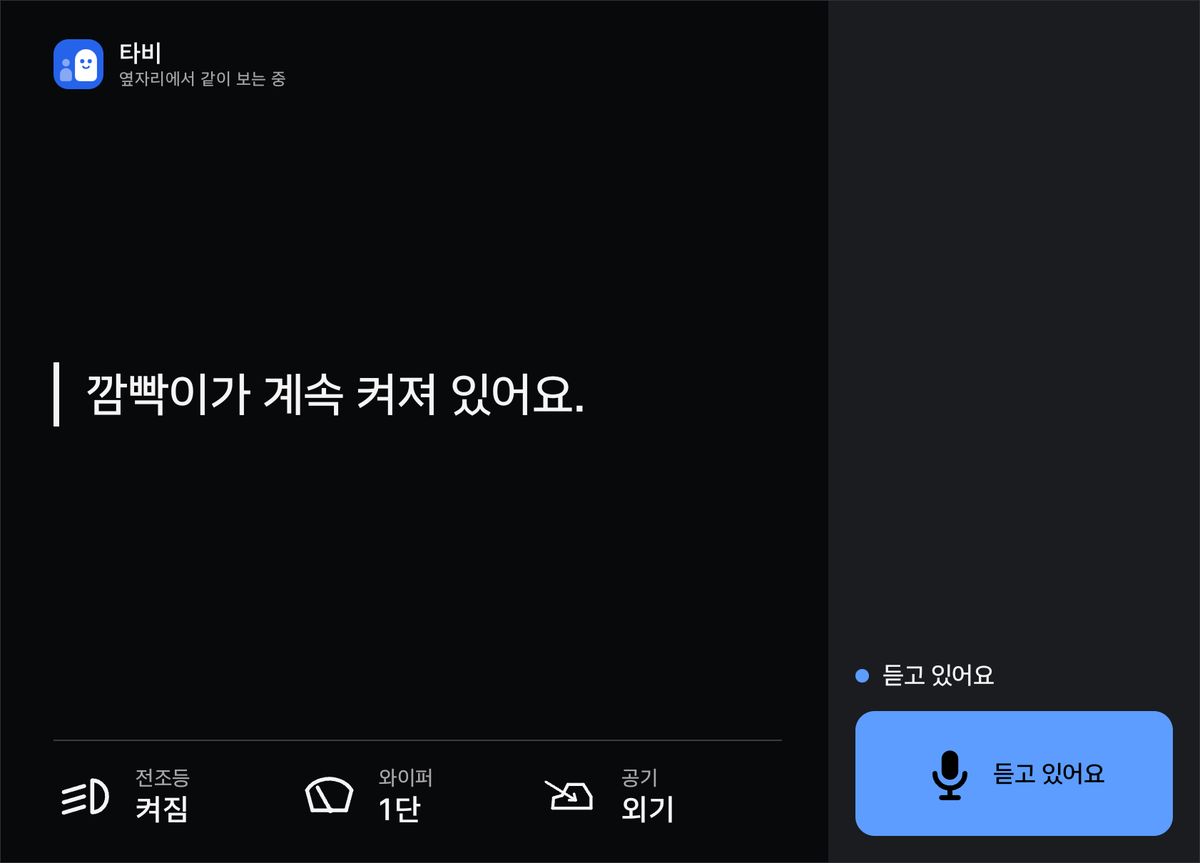 타비
옆자리에서 같이 보는 중
깜빡이가 계속 켜져 있어요.
듣고 있어요
듣고 있어요
전조등
켜짐
와이퍼
1단
공기
외기